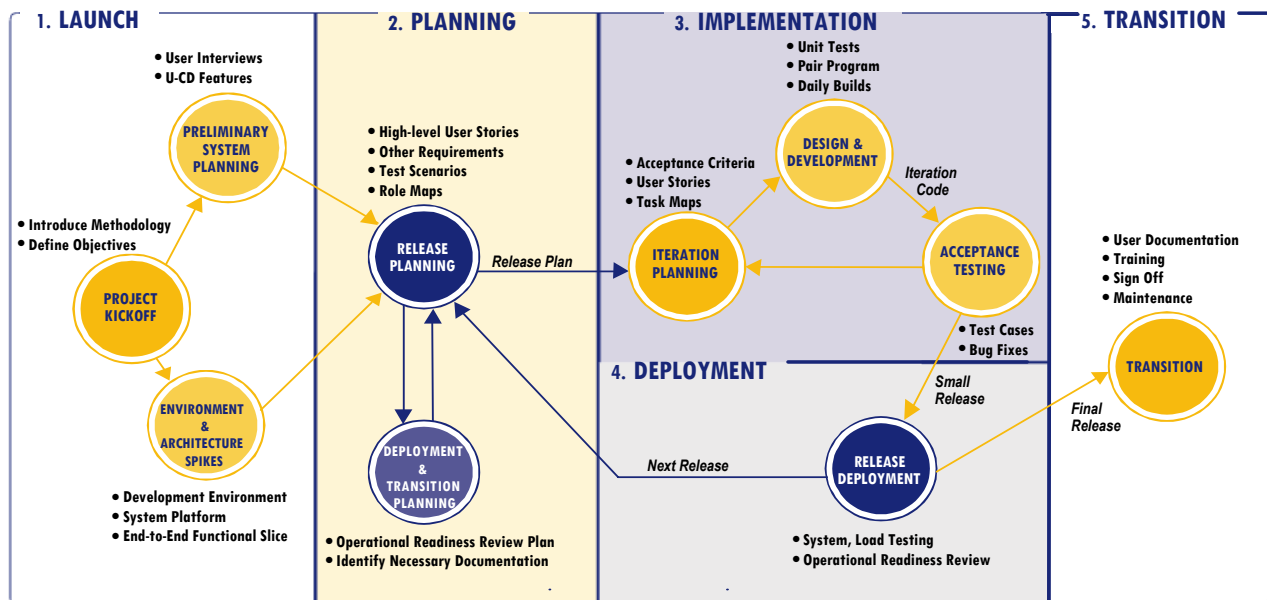 1. LAUNCH
• User Interviews
• U-CD Features
PRELIMINARY
SYSTEM
PLANNING
• Introduce Methodology
• Define Objectives
PROJECT
KICKOFF
ENVIRONMENT
&
ARCHITECTURE
SPIKES
• Development Environment
• System Platform
• End-to-End Functional Slice
2. PLANNING
• High-level User Stories
• Other Requirements
• Test Scenarios
• Role Maps
RELEASE
PLANNING
Release Plan
DEPLOYMENT
&
TRANSITION
PLANNING
• Operational Readiness Review Plan
• Identify Necessary Documentation
3. IMPLEMENTATION
• Unit Tests
• Pair Program
• Daily Builds
DESIGN &
DEVELOPMENT
• Acceptance Criteria
• User Stories
• Task Maps
Iteration
Code
ITERATION
PLANNING
ACCEPTANCE
TESTING
• Test Cases
• Bug Fixes
4. DEPLOYMENT
Small
Release
Next Release
RELEASE
DEPLOYMENT
• System, Load Testing
• Operational Readiness Review
5. TRANSITION
• User Documentation
• Training
• Sign Off
• Maintenance
TRANSITION
Final
Release